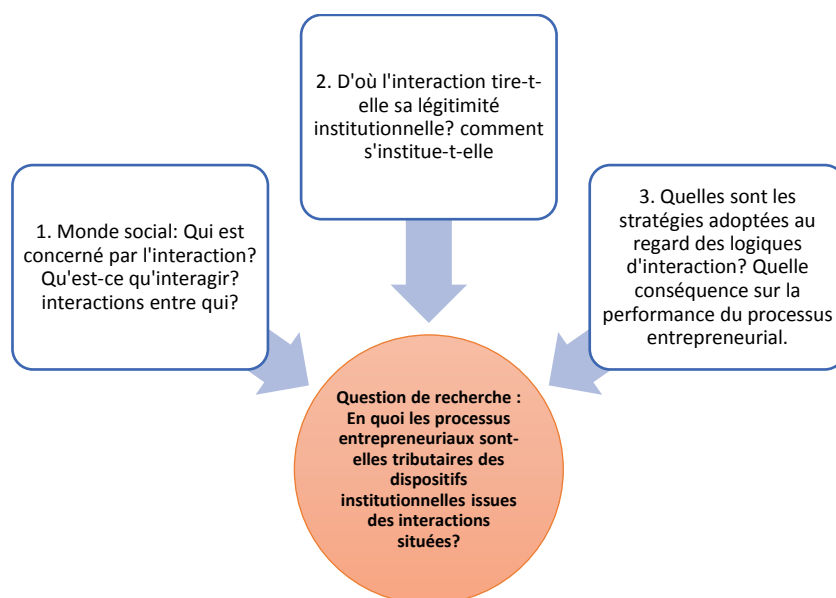 1. Monde social: Qui est
concerné par l'interaction?
Qu'est-ce qu'interagir?
interactions entre qui?
2. D'où l'interaction tire-t-
elle sa légitimité
institutionnelle? comment
s'institue-t-elle
3. Quelles sont les
stratégies adoptées au
regard des logiques
d'interaction? Quelle
conséquence sur la
performance du processus
entrepreneurial.
Question de recherche :
En quoi les processus
entrepreneuriaux sont-
elles tributaires des
dispositifs
institutionnelles issues
des interactions
situées?